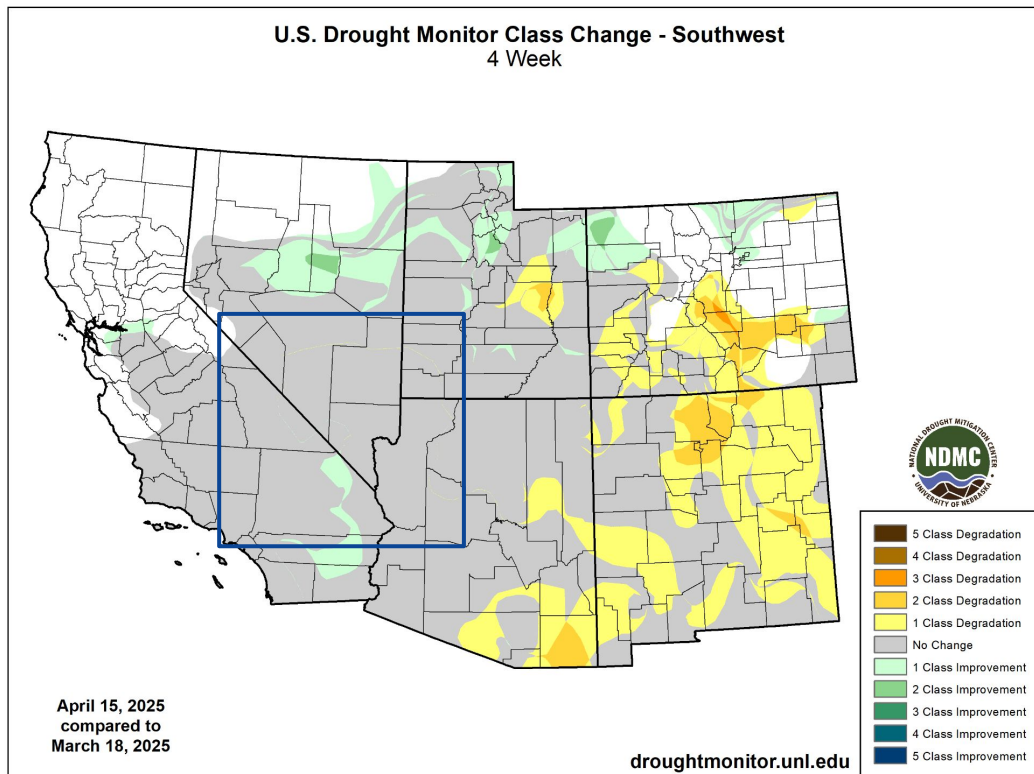 U.S. Drought Monitor Class Change - Southwest
4 Week
NATIONAL DROUGHT MITIGATION CENTER
NDMC
UNIVERSITY OF NEBRASKA
5 Class Degradation
4 Class Degradation
3 Class Degradation
2 Class Degradation
1 Class Degradation
No Change
1 Class Improvement
2 Class Improvement
3 Class Improvement
4 Class Improvement
5 Class Improvement
April 15, 2025
compared to
March 18, 2025
droughtmonitor.unl.edu